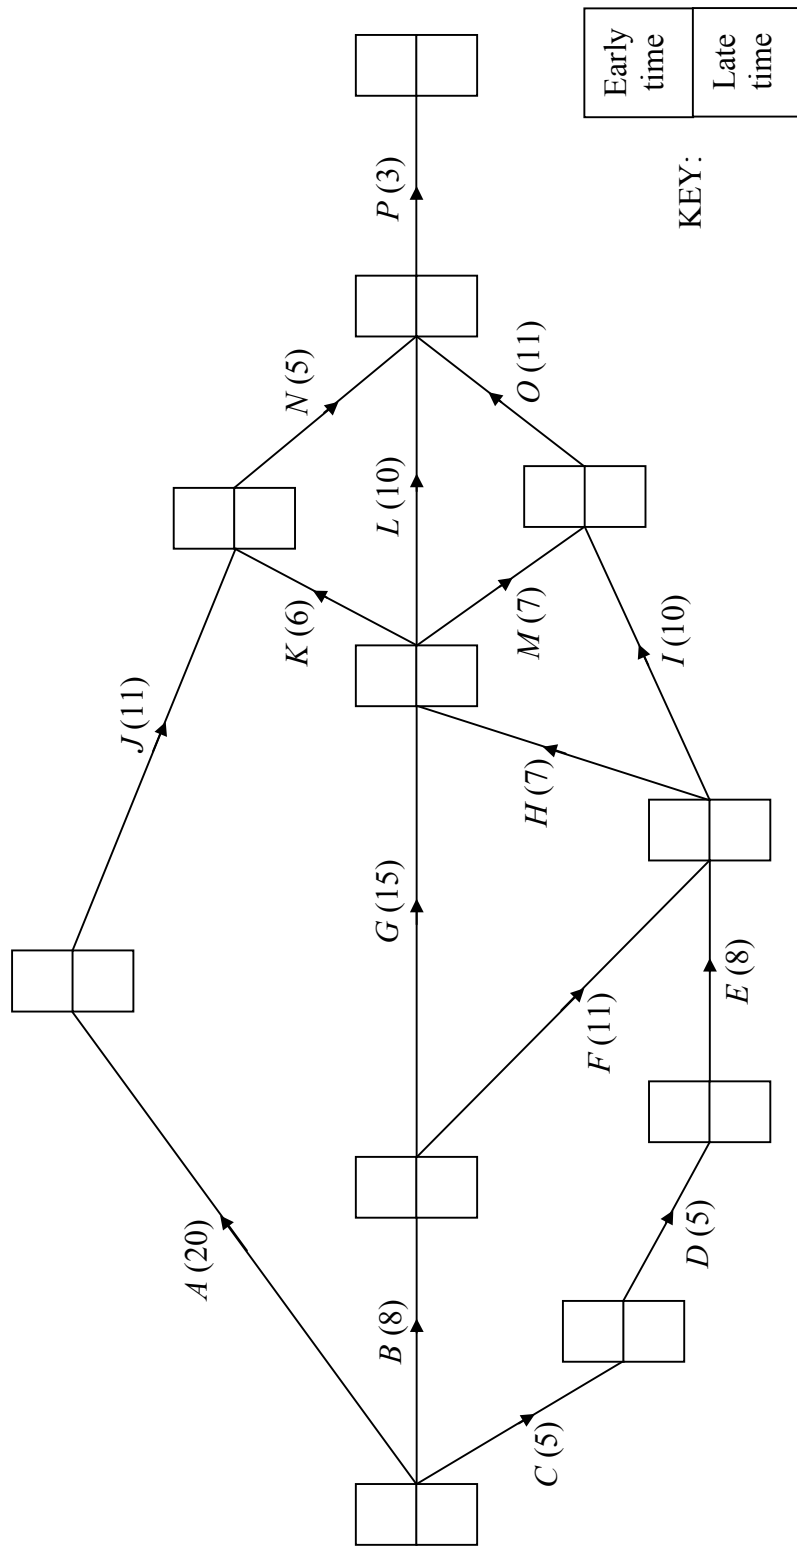 A (20)
B (8)
C (5)
D (5)
E (8)
F (11)
G (15)
H (7)
I (10)
J (11)
K (6)
L (10)
M (7)
N (5)
O (11)
P (3)
KEY:
Early
time
Late
time